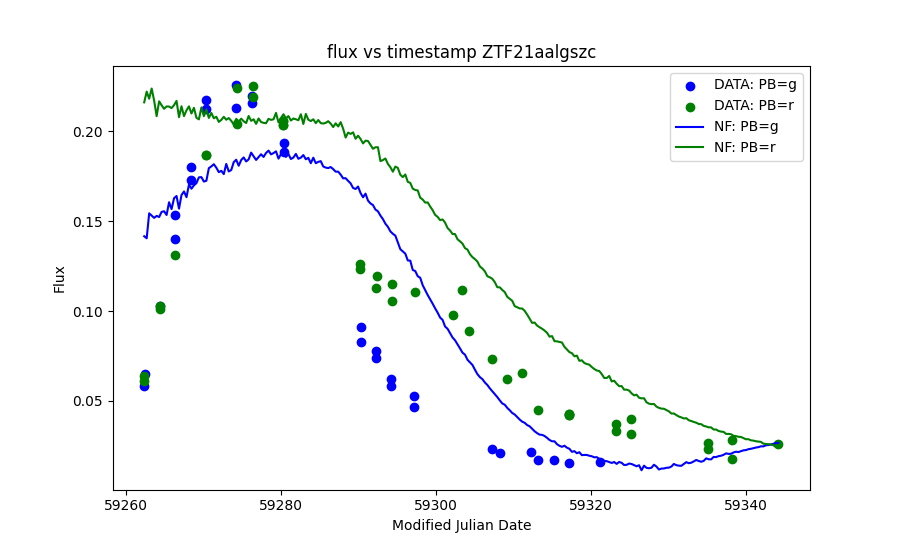 flux vs timestamp ZTF21aalgszc
DATA: PB=g
DATA: PB=r
NF: PB=g
NF: PB=r
0.20
0.15
0.10
0.05
Flux
59260
59280
59300
59320
59340
Modified Julian Date